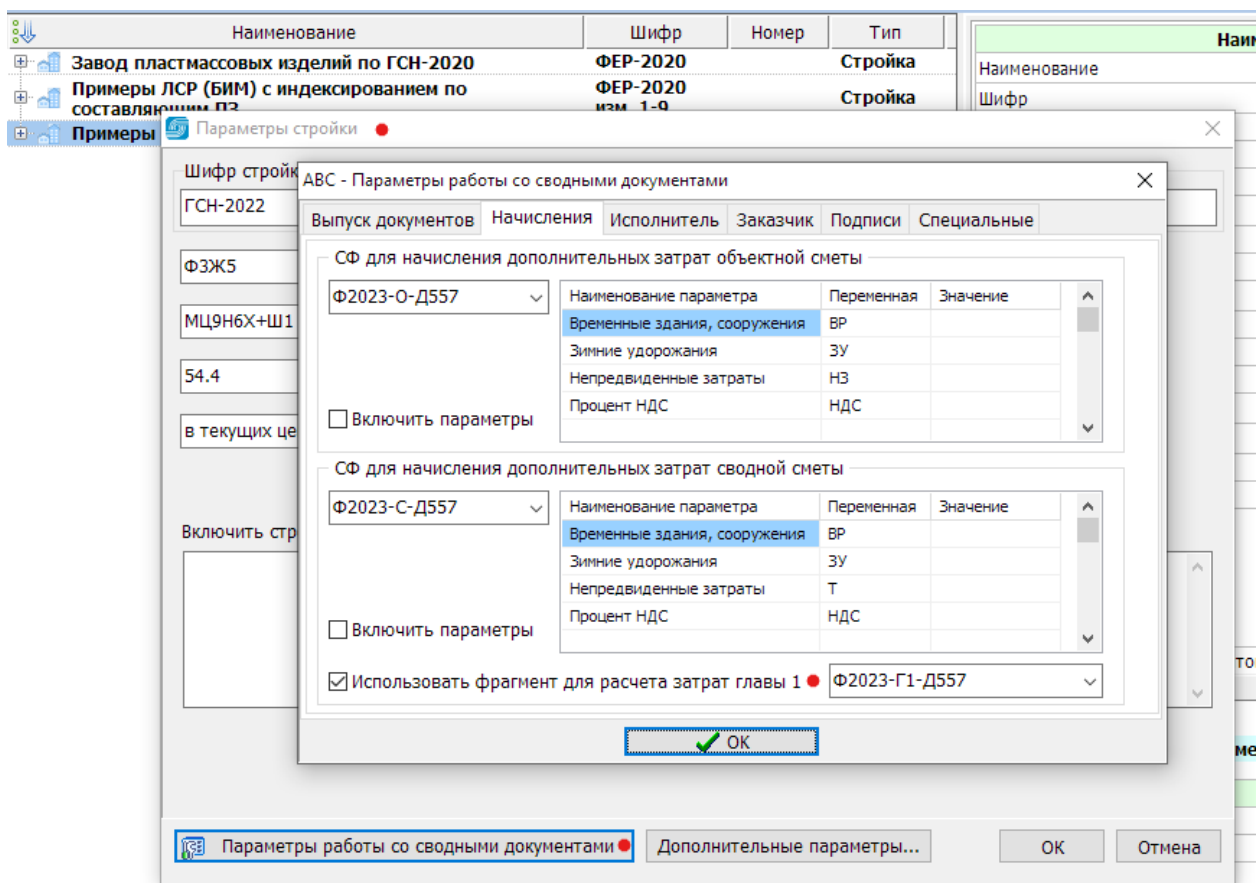 Наименование Шифр Номер Тип
Завод пластмассовых изделий по ГСН-2020 ФЕР-2020 Стройка
Примеры ЛСР (БИМ) с индексированием по составляющим ПЗ ФЕР-2020 изм. 1-9 Стройка
Примеры
Наименование
Шифр
Параметры стройки
Шифр
ГСН-2022
ФЗЖ5
МЦ9Н6Х+Ш1
54.4
в текущих
Включить
АВС - Параметры работы со сводными документами
Выпуск документов Начисления Исполнитель Заказчик Подписи Специальные
СФ для начисления дополнительных затрат объектной сметы
Ф2023-О-Д557
Наименование параметра Переменная Значение
Временные здания, сооружения ВР
Зимние удорожания ЗУ
Непредвиденные затраты НЗ
Процент НДС НДС
Включить параметры
СФ для начисления дополнительных затрат сводной сметы
Ф2023-С-Д557
Наименование параметра Переменная Значение
Временные здания, сооружения ВР
Зимние удорожания ЗУ
Непредвиденные затраты Т
Процент НДС НДС
Включить параметры
Использовать фрагмент для расчета затрат главы 1 Ф2023-Г1-Д557
ОК
Параметры работы со сводными документами Дополнительные параметры... ОК Отмена